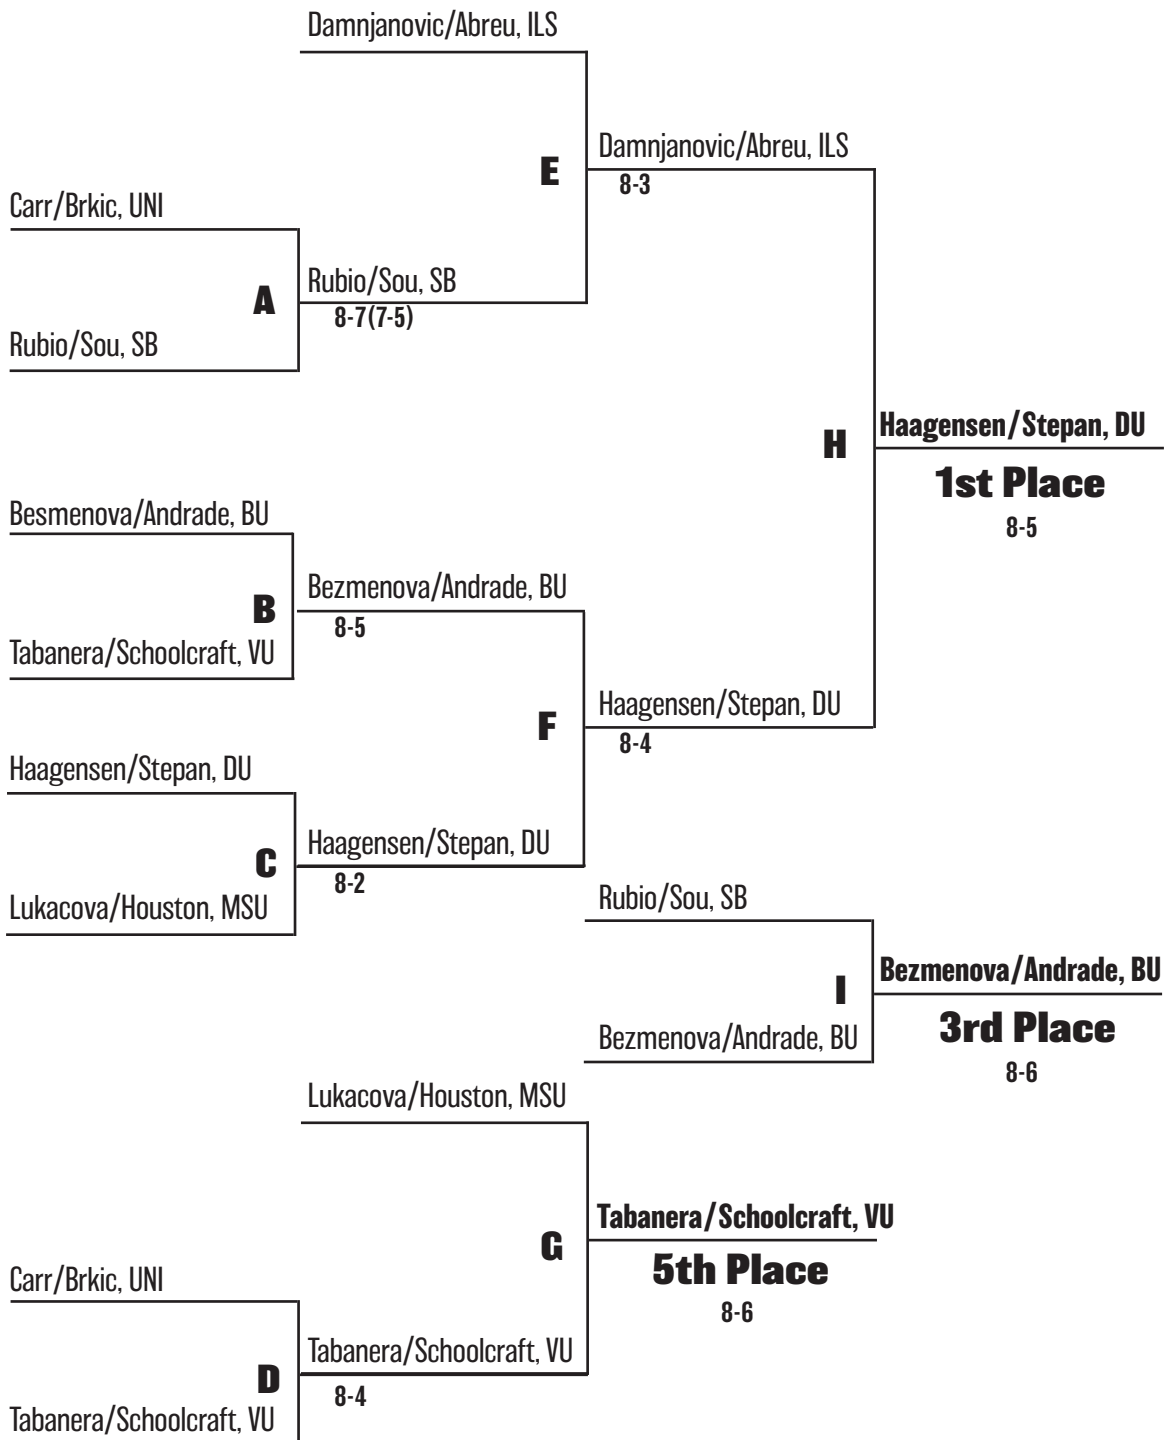 Damnjanovic/Abreu, ILS
E
Damnjanovic/Abreu, ILS
8-3
Carr/Brkic, UNI
A
Rubio/Sou, SB
8-7(7-5)
Rubio/Sou, SB
H
Haagensen/Stepan, DU
1st Place
8-5
Besmenova/Andrade, BU
B
Bezmenova/Andrade, BU
8-5
Tabanera/Schoolcraft, VU
F
Haagensen/Stepan, DU
8-4
Haagensen/Stepan, DU
C
Haagensen/Stepan, DU
8-2
Lukacova/Houston, MSU
Rubio/Sou, SB
I
Bezmenova/Andrade, BU
3rd Place
8-6
Bezmenova/Andrade, BU
Lukacova/Houston, MSU
G
Tabanera/Schoolcraft, VU
5th Place
8-6
Carr/Brkic, UNI
D
Tabanera/Schoolcraft, VU
8-4
Tabanera/Schoolcraft, VU